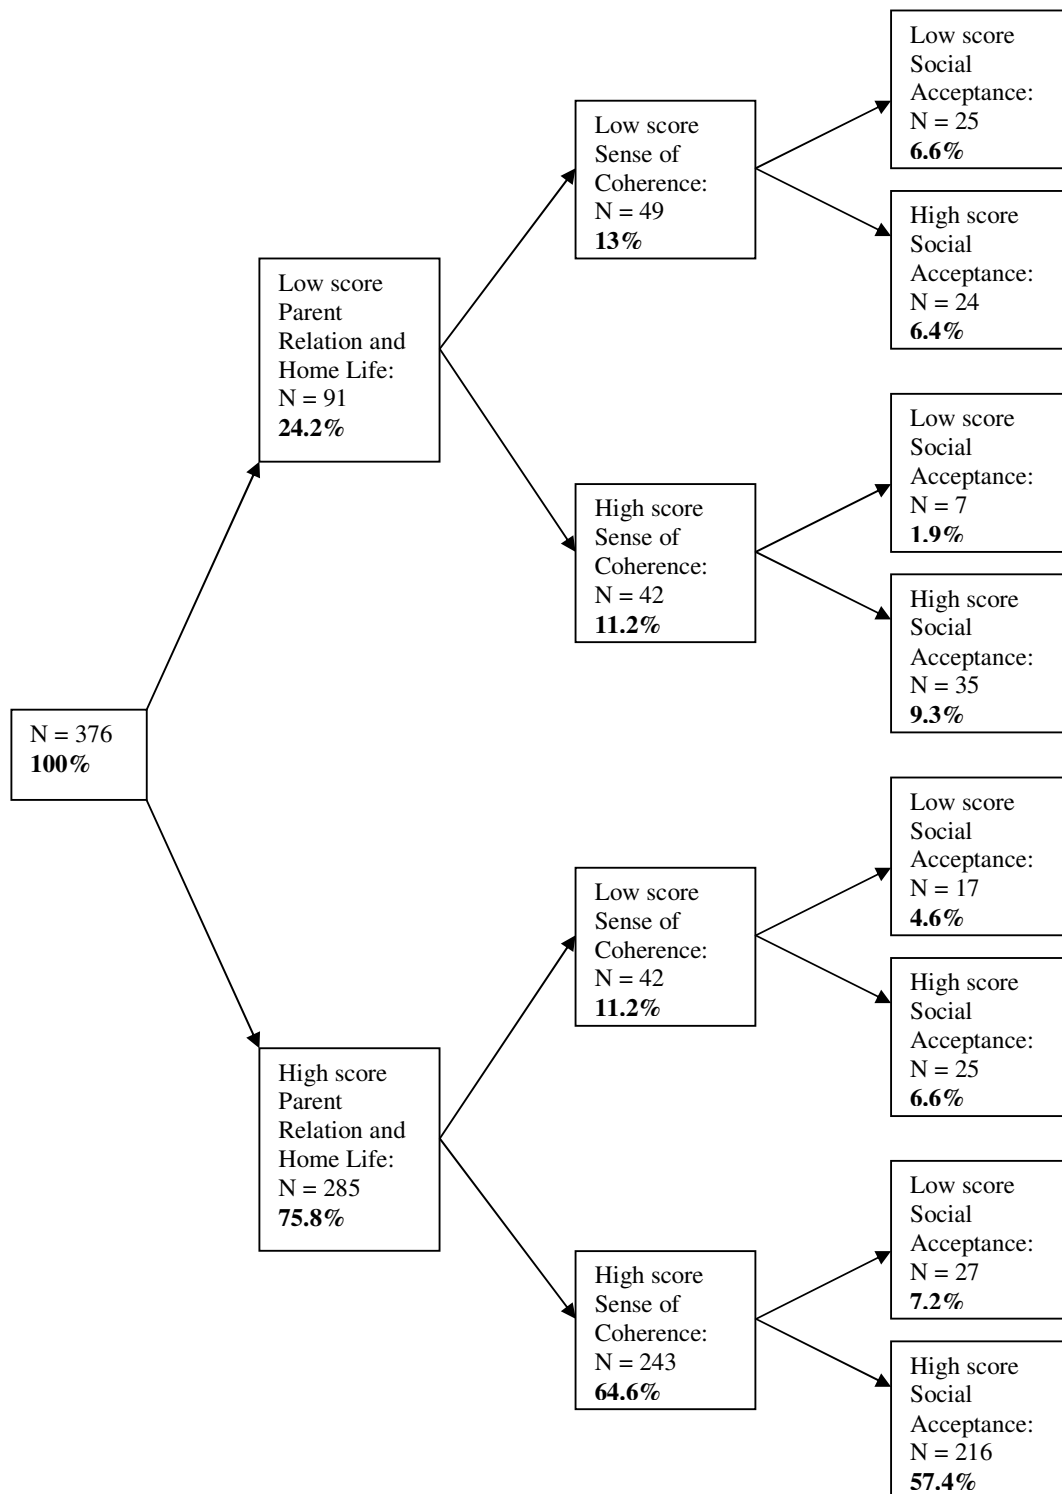 N = 376
100%
Low score
Parent
Relation and
Home Life:
N = 91
24.2%
High score
Parent
Relation and
Home Life:
N = 285
75.8%
Low score
Sense of
Coherence:
N = 49
13%
High score
Sense of
Coherence:
N = 42
11.2%
Low score
Sense of
Coherence:
N = 42
11.2%
High score
Sense of
Coherence:
N = 243
64.6%
Low score
Social
Acceptance:
N = 25
6.6%
High score
Social
Acceptance:
N = 24
6.4%
Low score
Social
Acceptance:
N = 7
1.9%
High score
Social
Acceptance:
N = 35
9.3%
Low score
Social
Acceptance:
N = 17
4.6%
High score
Social
Acceptance:
N = 25
6.6%
Low score
Social
Acceptance:
N = 27
7.2%
High score
Social
Acceptance:
N = 216
57.4%